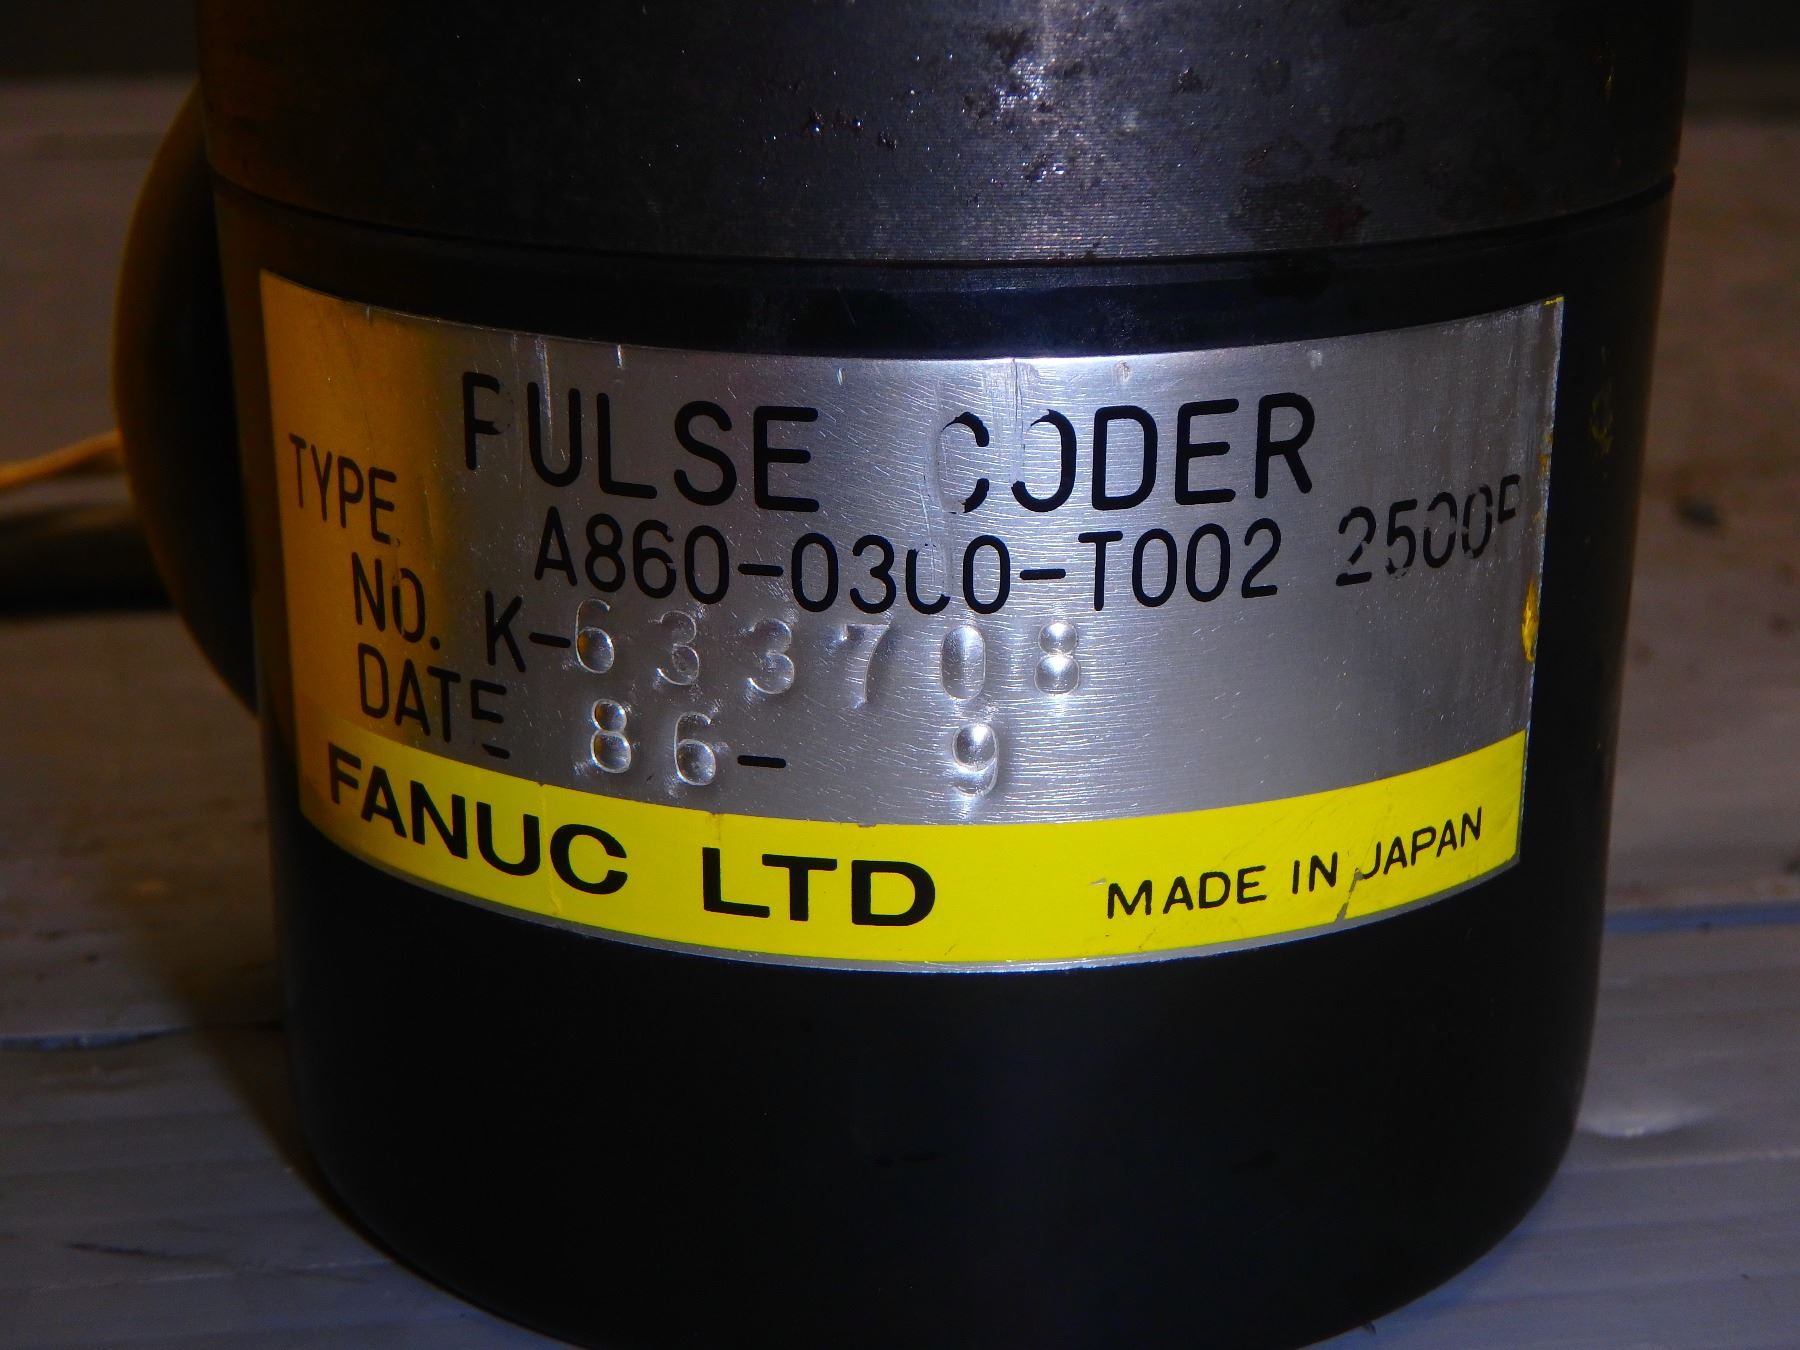 PULSE CODER
TYPE A860-0300-T002 2500P
NO. K-633708
DATE 86- 9
FANUC LTD MADE IN JAPAN